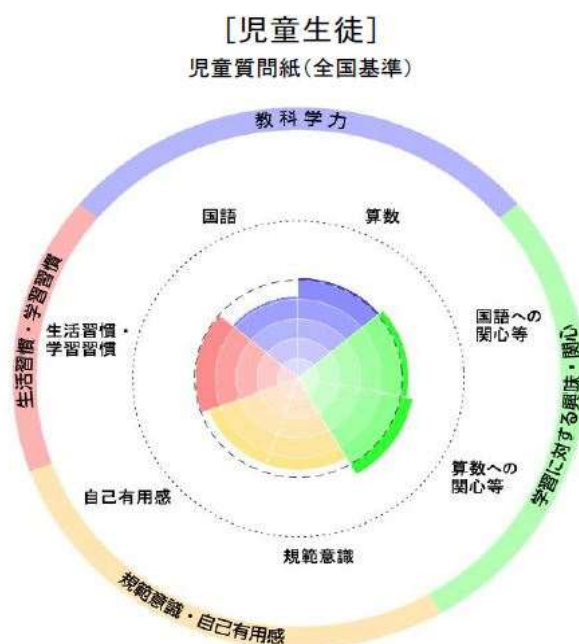 [児童生徒]
児童質問紙(全国基準)
教科学力
国語
算数
生活習慣・学習習慣
生活習慣・
学習習慣
国語への
関心等
学習に対する興味・関心
算数への
関心等
自己有用感
規範意識
規範意識・自己有用感